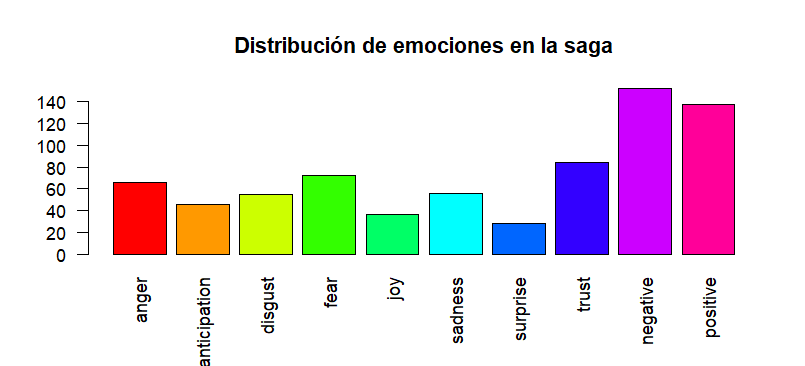 Distribución de emociones en la saga
140
120
100
80
60
40
20
0
anger
anticipation
disgust
fear
joy
sadness
surprise
trust
negative
positive